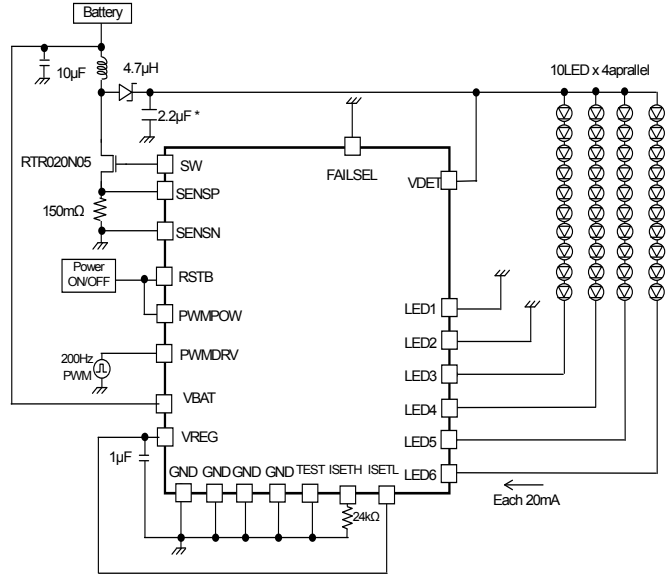 Battery
10µF
4.7µH
2.2µF *
10LED x 4aprallel
RTR020N05
SW
FAILSEL
VDET
SENSP
150mΩ
SENSN
Power
ON/OFF
RSTB
PWMPOW
LED1
LED2
200Hz
PWM
PWMDRV
LED3
VBAT
LED4
VREG
LED5
1µF
GND GND GND GND TEST ISETH ISETL
LED6
24kΩ
Each 20mA